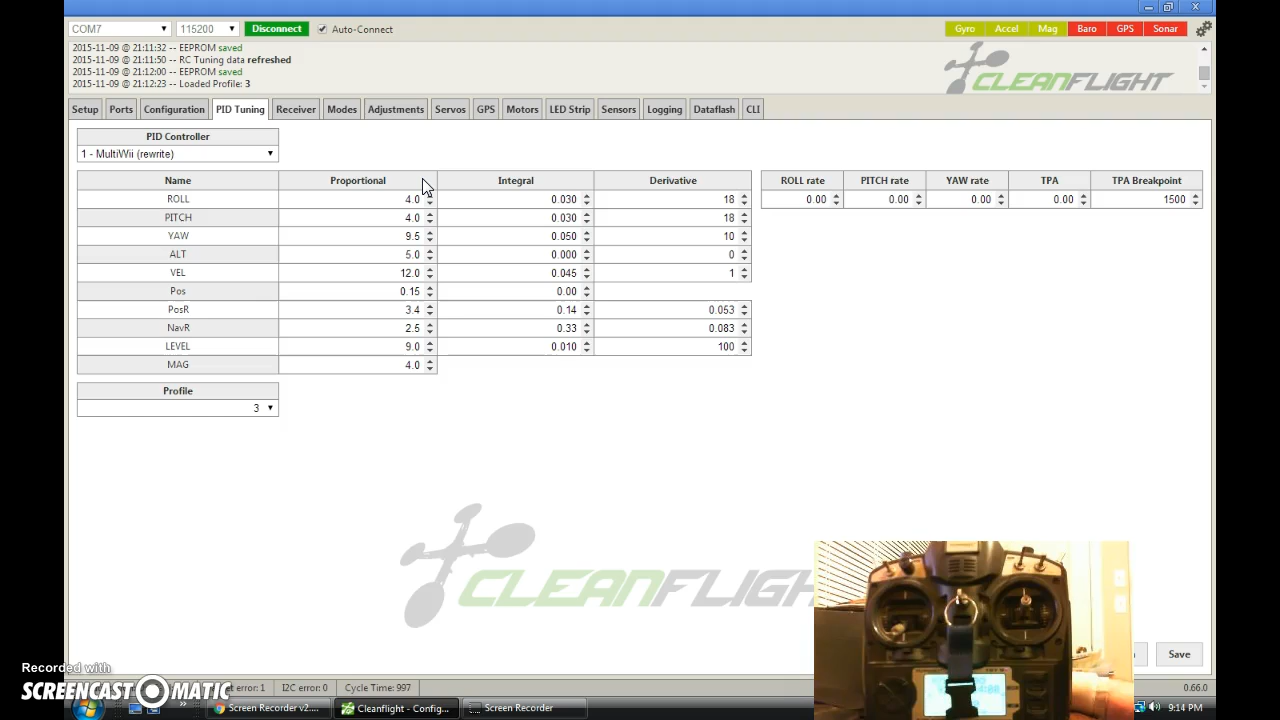 COM7 115200 Disconnect Auto-Connect Gyro Accel Mag Baro GPS Sonar
2015-11-09 @ 21:11:32 -- EEPROM saved
2015-11-09 @ 21:11:50 -- RC Tuning data refreshed
2015-11-09 @ 21:12:00 -- EEPROM saved
2015-11-09 @ 21:12:23 -- Loaded Profile: 3
CLEANFLIGHT
Setup Ports Configuration PID Tuning Receiver Modes Adjustments Servos GPS Motors LED Strip Sensors Logging Dataflash CLI
PID Controller
1 - MultiWii (rewrite)
Name Proportional Integral Derivative ROLL rate PITCH rate YAW rate TPA TPA Breakpoint
ROLL 4.0 0.030 18 0.00 0.00 0.00 0.00 1500
PITCH 4.0 0.030 18
YAW 9.5 0.050 10
ALT 5.0 0.000 0
VEL 12.0 0.045 1
Pos 0.15 0.00
PosR 3.4 0.14 0.053
NavR 2.5 0.33 0.083
LEVEL 9.0 0.010 100
MAG 4.0
Profile
3
CLEANFLIGH
Save
Recorded with
SCREENCAST O MATIC
et error: 1 I2C error: 0 Cycle Time: 997 0.66.0
Screen Recorder v2.... Cleanflight - Config... Screen Recorder 9:14 PM